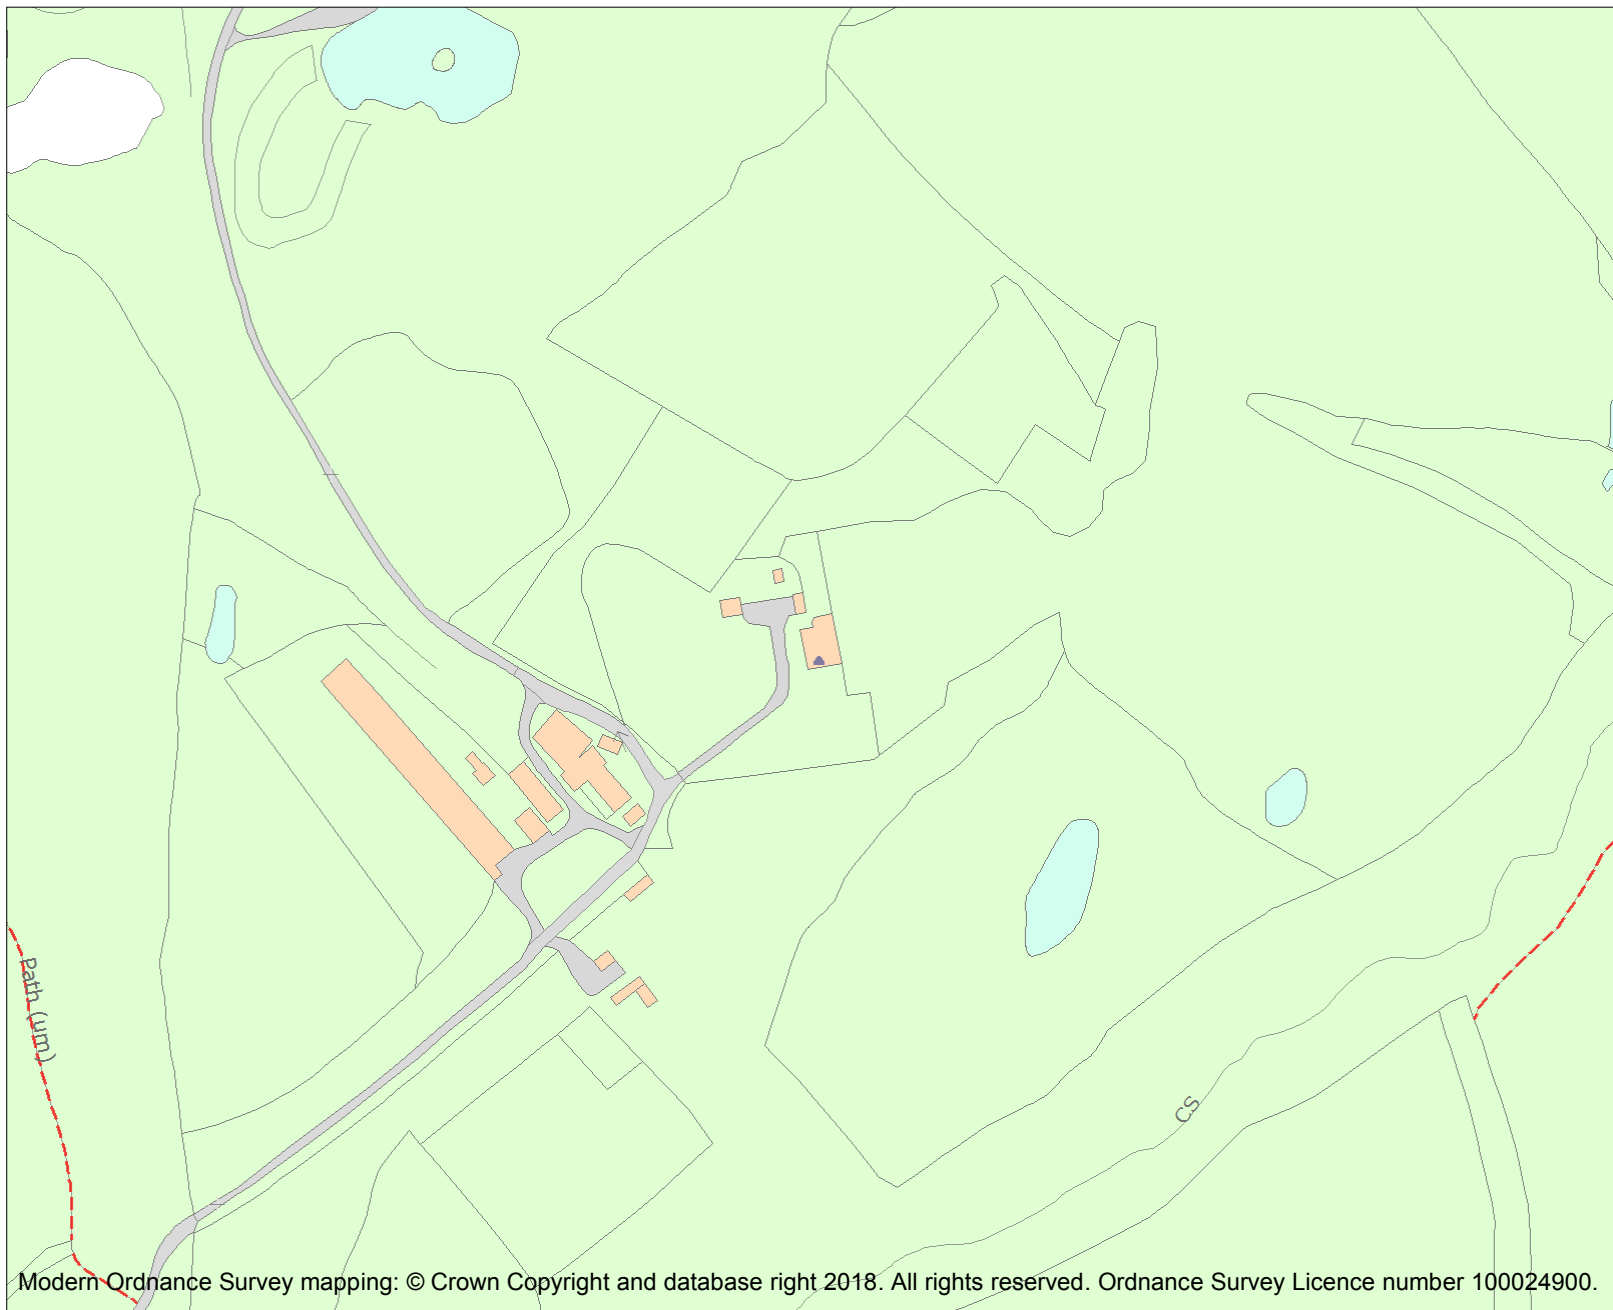 Path (um)
CS
Modern Ordnance Survey mapping: © Crown Copyright and database right 2018. All rights reserved. Ordnance Survey Licence number 100024900.